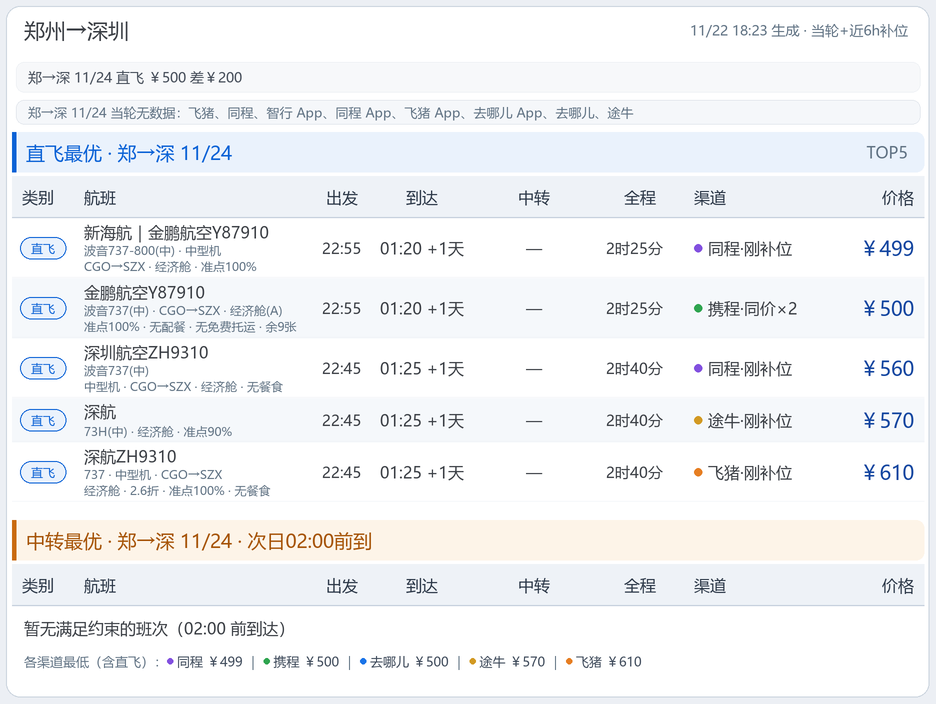 郑州→深圳
11/22 18:23 生成 · 当轮+近6h补位
郑→深 11/24 直飞 ¥500 差¥200
郑→深 11/24 当轮无数据：飞猪、同程、智行 App、同程 App、飞猪 App、去哪儿 App、去哪儿、途牛
直飞最优 · 郑→深 11/24 TOP5
类别 航班 出发 到达 中转 全程 渠道 价格
直飞 新海航｜金鹏航空Y87910 22:55 01:20 +1天 — 2时25分 同程·刚补位 ¥499
波音737-800(中) · 中型机
CGO→SZX · 经济舱 · 准点100%
直飞 金鹏航空Y87910 22:55 01:20 +1天 — 2时25分 携程·同价×2 ¥500
波音737(中) · CGO→SZX · 经济舱(A)
准点100% · 无配餐 · 无免费托运 · 余9张
直飞 深圳航空ZH9310 22:45 01:25 +1天 — 2时40分 同程·刚补位 ¥560
波音737(中)
中型机 · CGO→SZX · 经济舱 · 无餐食
直飞 深航 22:45 01:25 +1天 — 2时40分 途牛·刚补位 ¥570
73H(中) · 经济舱 · 准点90%
直飞 深航ZH9310 22:45 01:25 +1天 — 2时40分 飞猪·刚补位 ¥610
737 · 中型机 · CGO→SZX
经济舱 · 2.6折 · 准点100% · 无餐食
中转最优 · 郑→深 11/24 · 次日02:00前到
类别 航班 出发 到达 中转 全程 渠道 价格
暂无满足约束的班次（02:00 前到达）
各渠道最低（含直飞）： 同程 ¥499 | 携程 ¥500 | 去哪儿 ¥500 | 途牛 ¥570 | 飞猪 ¥610